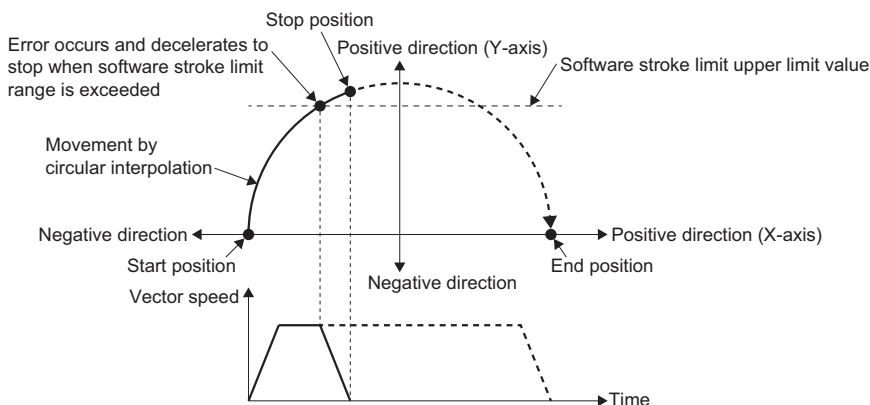 Stop position
Error occurs and decelerates to
stop when software stroke limit
range is exceeded
Positive direction (Y-axis)
Software stroke limit upper limit value
Movement by
circular interpolation
Negative direction
Positive direction (X-axis)
Start position
End position
Negative direction
Vector speed
Time